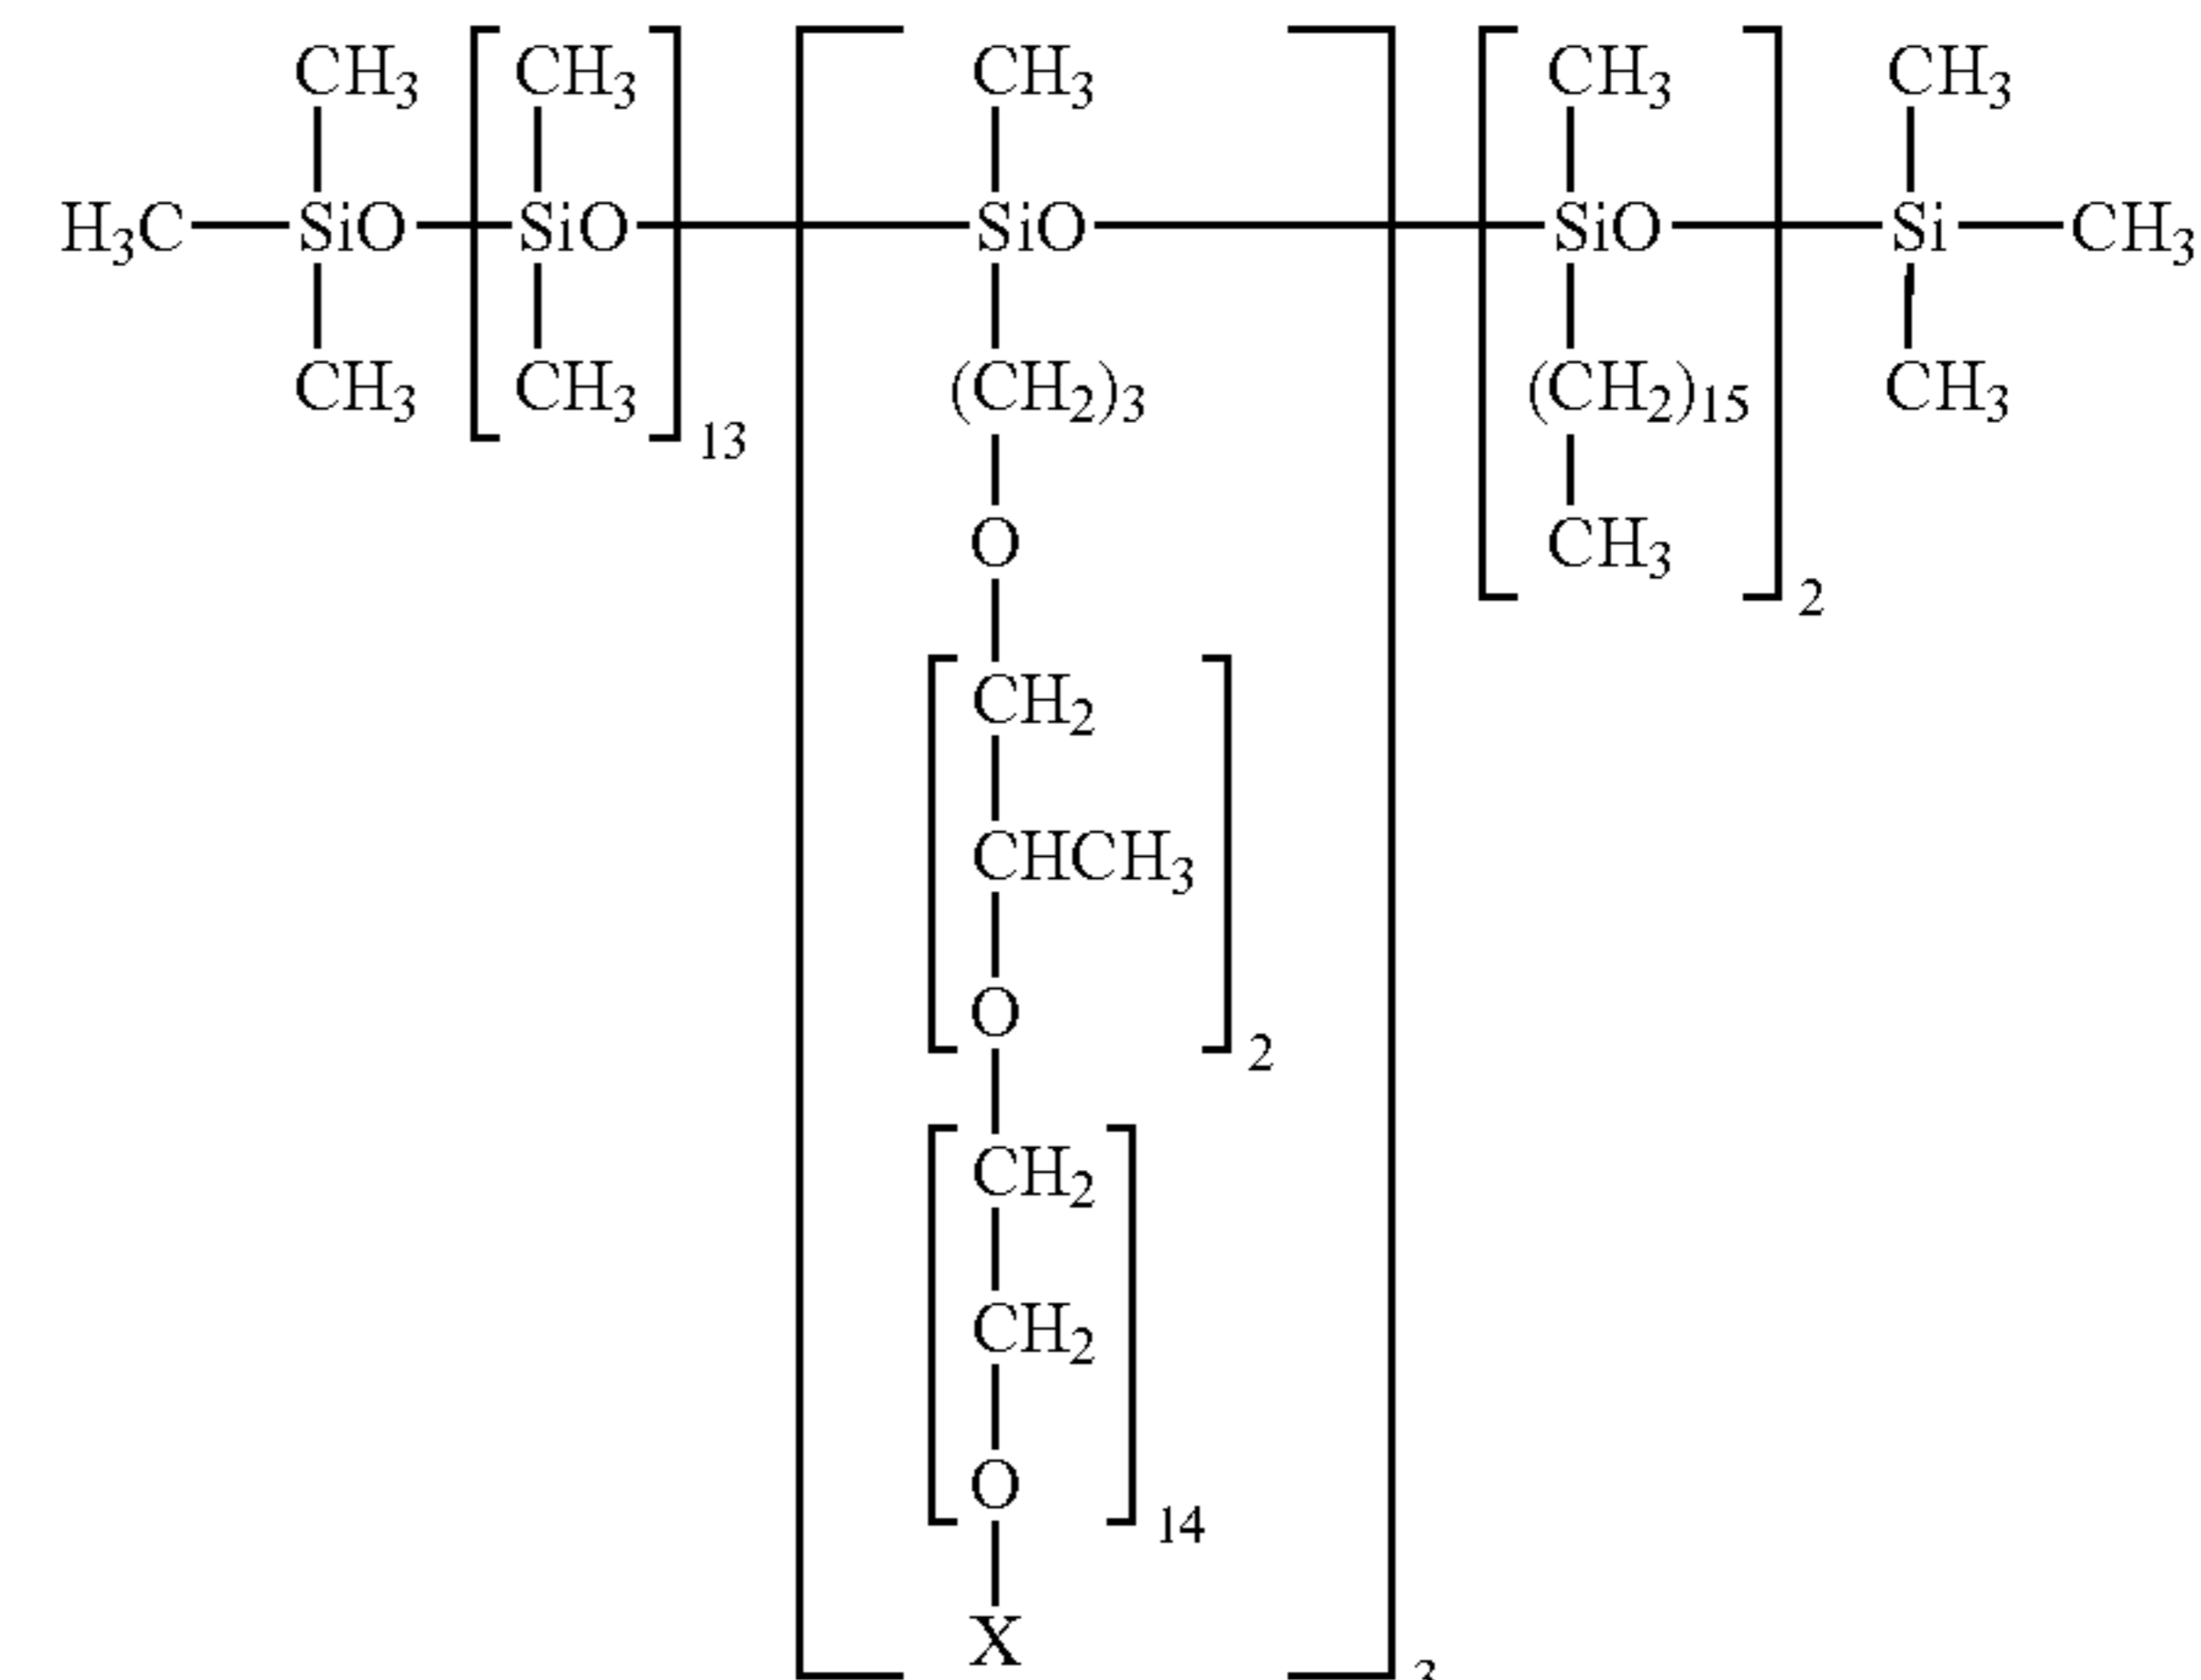 CH3 CH3 CH3 CH3 CH3
H3C SiO SiO SiO SiO Si CH3
CH3 CH3 (CH2)3 (CH2)15 CH3
13
O CH3
2
CH2
CHCH3
O
2
CH2
CH2
O
14
X
3